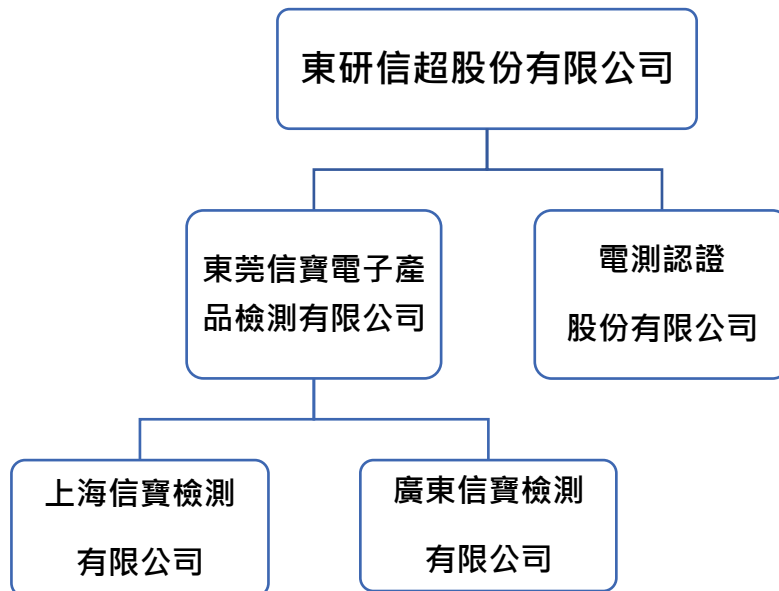 東研信超股份有限公司
東莞信寶電子產
品檢測有限公司
電測認證
股份有限公司
上海信寶檢測
有限公司
廣東信寶檢測
有限公司